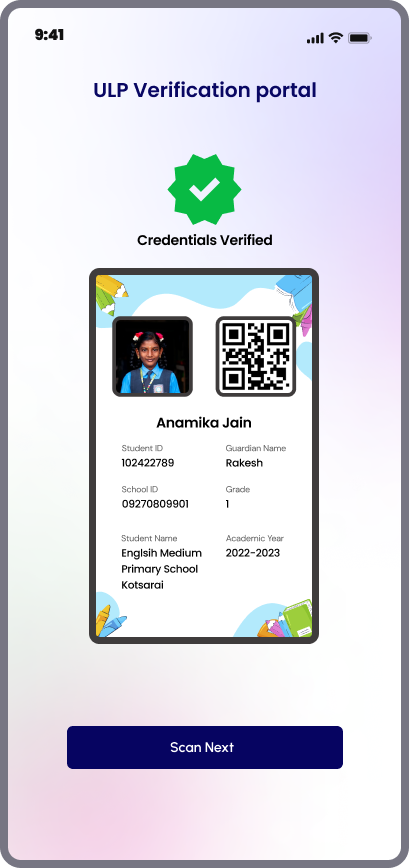 9:41
ULP Verification portal
Credentials Verified
Anamika Jain
Student ID
Guardian Name
102422789
Rakesh
School ID
Grade
09270809901
1
Student Name
Academic Year
Englsih Medium
2022-2023
Primary School
Kotsarai
Scan Next